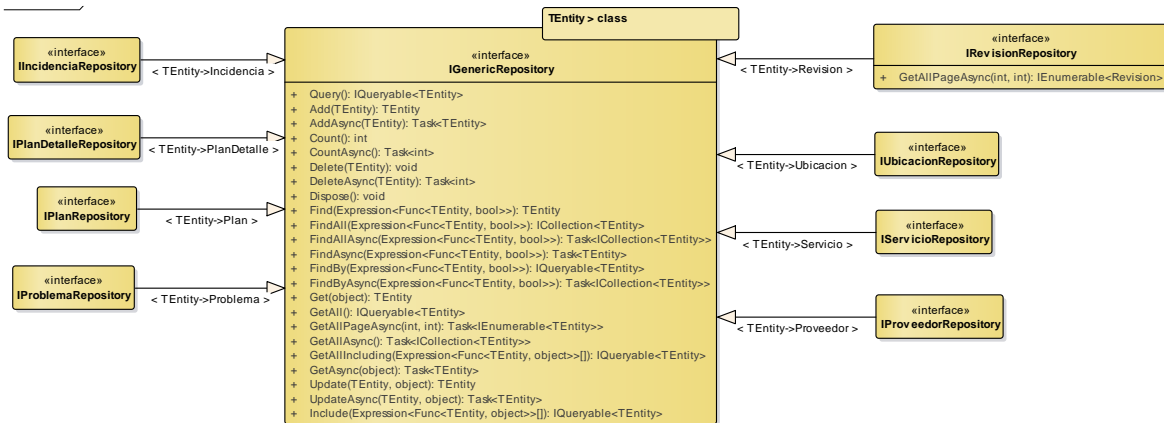 TEntity > class
«interface»
IGenericRepository
+ Query(): IQueryable<TEntity>
+ Add(TEntity): TEntity
+ AddAsync(TEntity): Task<TEntity>
+ Count(): int
+ CountAsync(): Task<int>
+ Delete(TEntity): void
+ DeleteAsync(TEntity): Task<int>
+ Dispose(): void
+ Find(Expression<Func<TEntity, bool>>): TEntity
+ FindAll(Expression<Func<TEntity, bool>>): ICollection<TEntity>
+ FindAllAsync(Expression<Func<TEntity, bool>>): Task<ICollection<TEntity>>
+ FindAsync(Expression<Func<TEntity, bool>>): Task<TEntity>
+ FindBy(Expression<Func<TEntity, bool>>): IQueryable<TEntity>
+ FindByAsync(Expression<Func<TEntity, bool>>): Task<ICollection<TEntity>>
+ Get(object): TEntity
+ GetAll(): IQueryable<TEntity>
+ GetAllPageAsync(int, int): Task<IEnumerable<TEntity>>
+ GetAllAsync(): Task<ICollection<TEntity>>
+ GetAllIncluding(Expression<Func<TEntity, object>>[]): IQueryable<TEntity>
+ GetAsync(object): Task<TEntity>
+ Update(TEntity, object): TEntity
+ UpdateAsync(TEntity, object): Task<TEntity>
+ Include(Expression<Func<TEntity, object>>[]): IQueryable<TEntity>
«interface»
IIncidenciaRepository
< TEntity->Incidencia >
«interface»
IPlanDetalleRepository
< TEntity->PlanDetalle >
«interface»
IPlanRepository
< TEntity->Plan >
«interface»
IProblemaRepository
< TEntity->Problema >
«interface»
IRevisionRepository
+ GetAllPageAsync(int, int): IEnumerable<Revision>
< TEntity->Revision >
«interface»
IUbicacionRepository
< TEntity->Ubicacion >
«interface»
IServicioRepository
< TEntity->Servicio >
«interface»
IProveedorRepository
< TEntity->Proveedor >